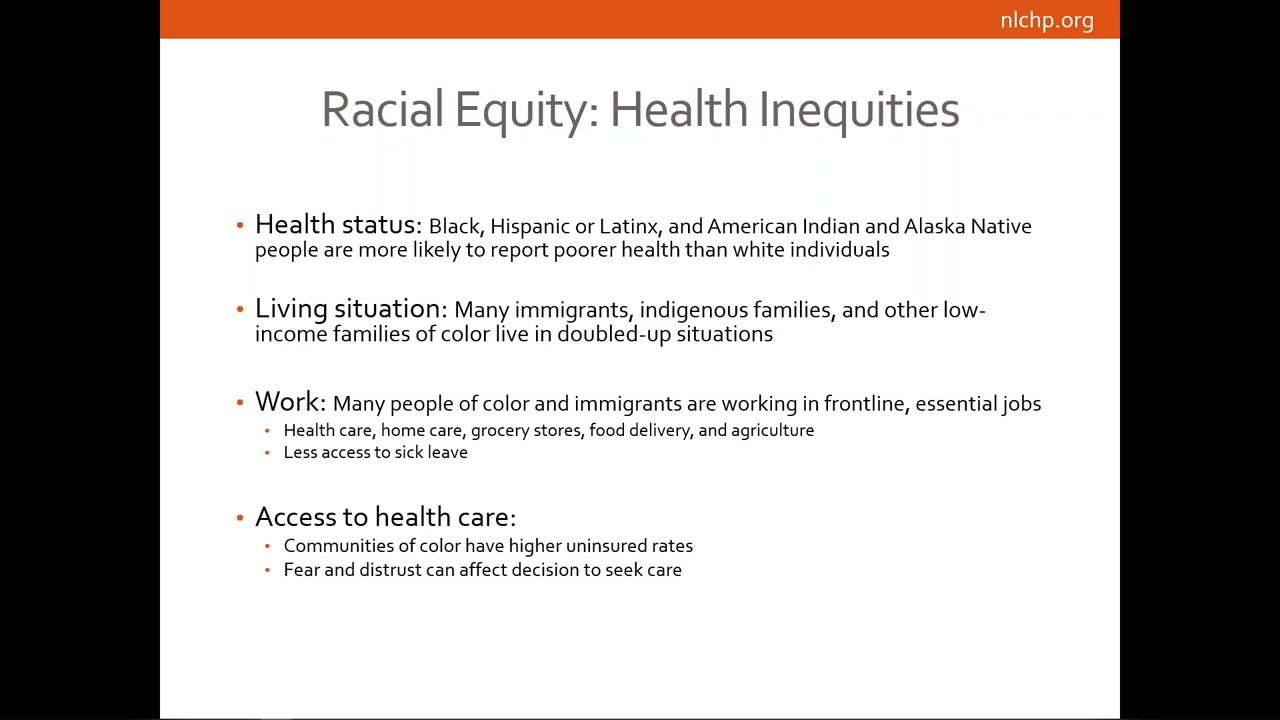 nlchp.org
Racial Equity: Health Inequities
• Health status: Black, Hispanic or Latinx, and American Indian and Alaska Native
people are more likely to report poorer health than white individuals
• Living situation: Many immigrants, indigenous families, and other low-
income families of color live in doubled-up situations
• Work: Many people of color and immigrants are working in frontline, essential jobs
• Health care, home care, grocery stores, food delivery, and agriculture
• Less access to sick leave
• Access to health care:
• Communities of color have higher uninsured rates
• Fear and distrust can affect decision to seek care